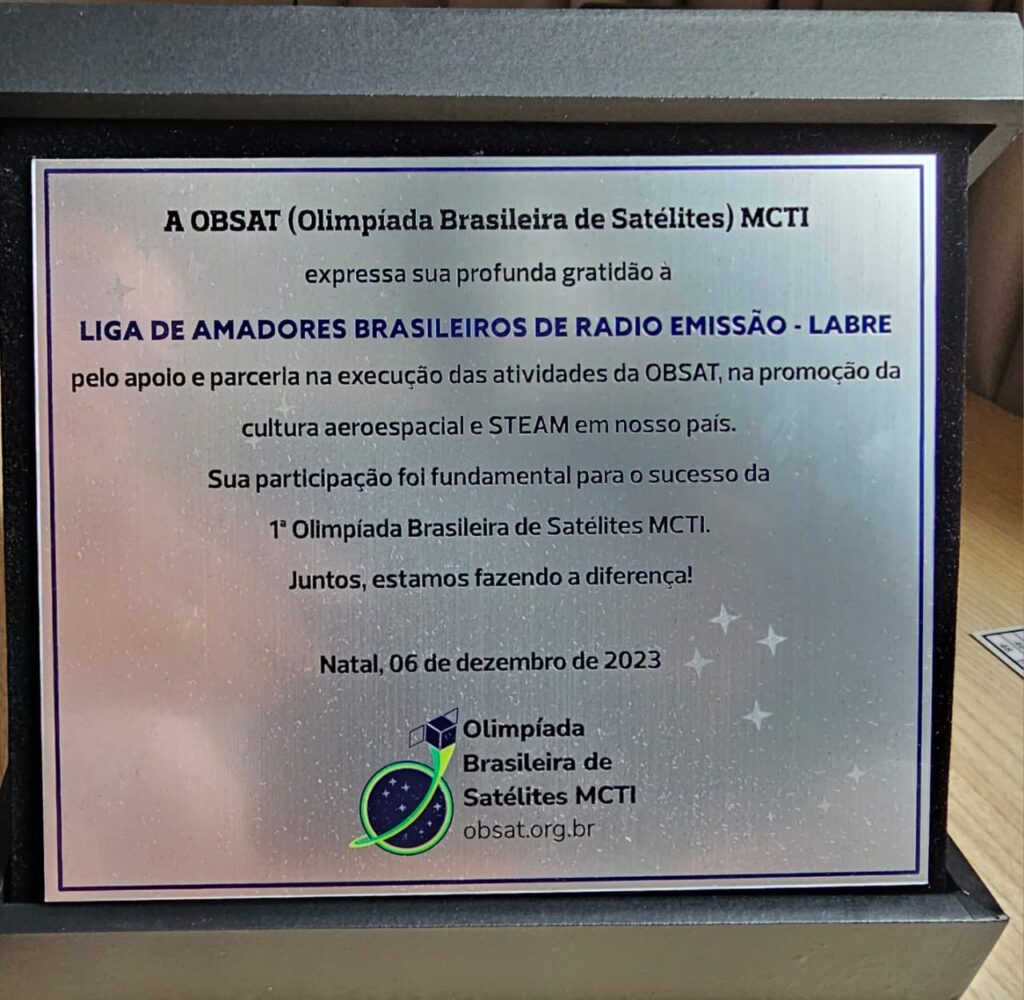 A OBSAT (Olimpíada Brasileira de Satélites) MCTI
expressa sua profunda gratidão à
LIGA DE AMADORES BRASILEIROS DE RADIO EMISSÃO - LABRE
pelo apoio e parceria na execução das atividades da OBSAT, na promoção da
cultura aeroespacial e STEAM em nosso país.
Sua participação foi fundamental para o sucesso da
1ª Olimpíada Brasileira de Satélites MCTI.
Juntos, estamos fazendo a diferença!
Natal, 06 de dezembro de 2023
Olimpíada
Brasileira de
Satélites MCTI
obsat.org.br